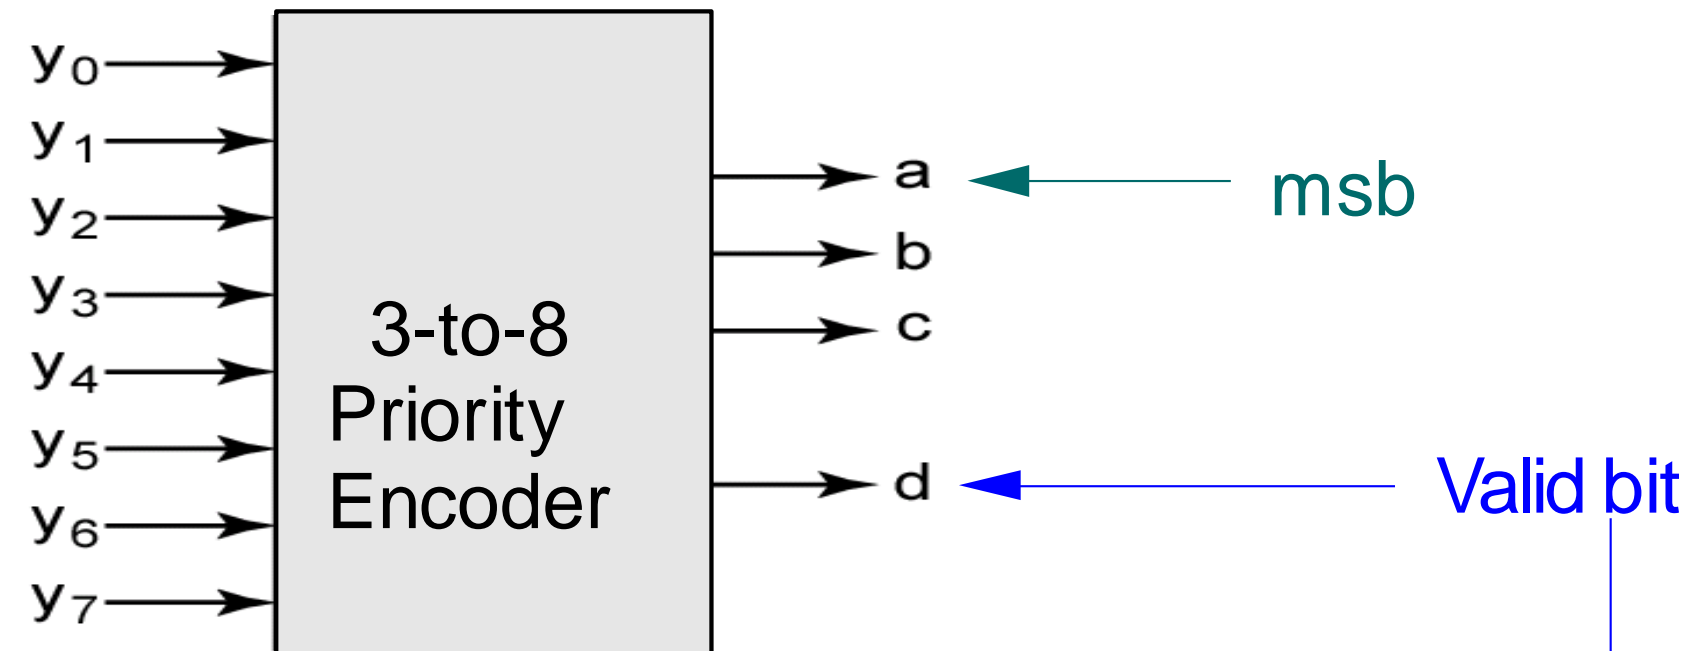 y0
y1
y2
y3
y4
y5
y6
y7
3-to-8
Priority
Encoder
a
b
c
d
msb
Valid bit